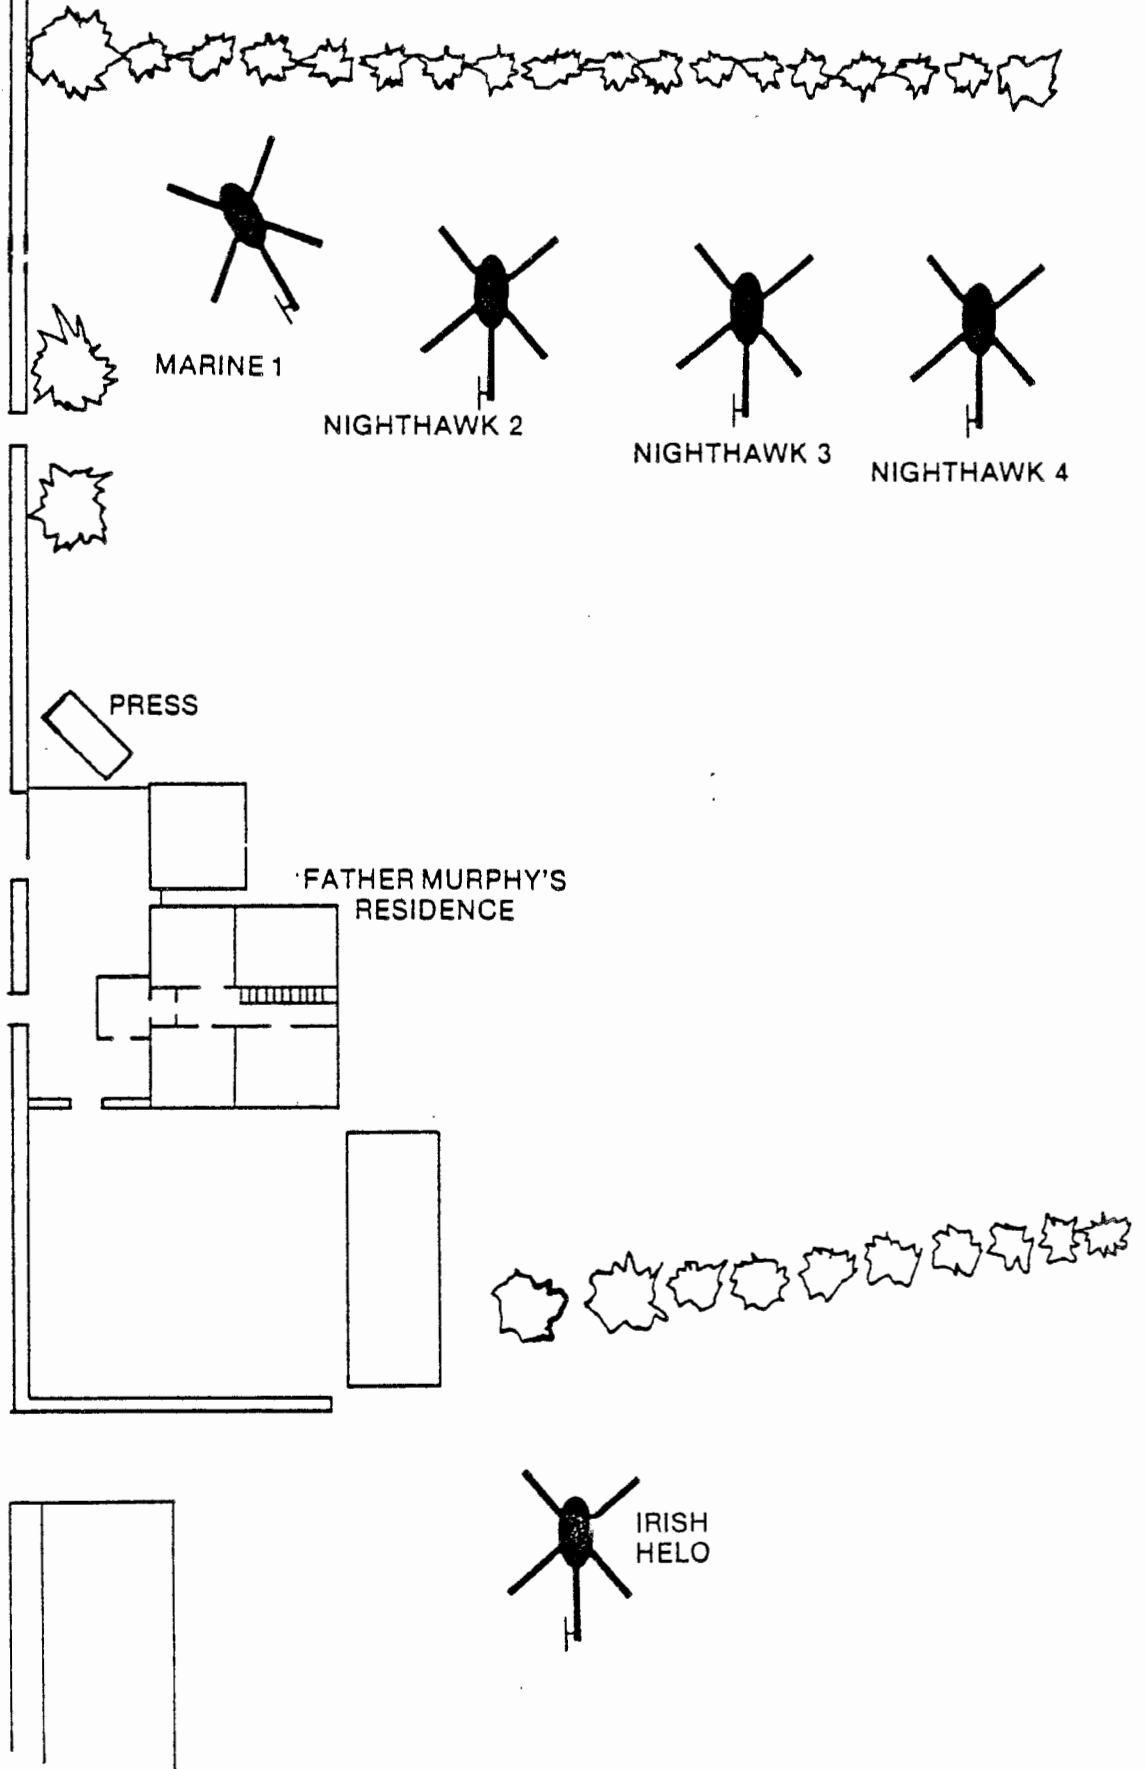 MARINE 1
NIGHTHAWK 2
NIGHTHAWK 3
NIGHTHAWK 4
PRESS
FATHER MURPHY'S
RESIDENCE
IRISH
HELO